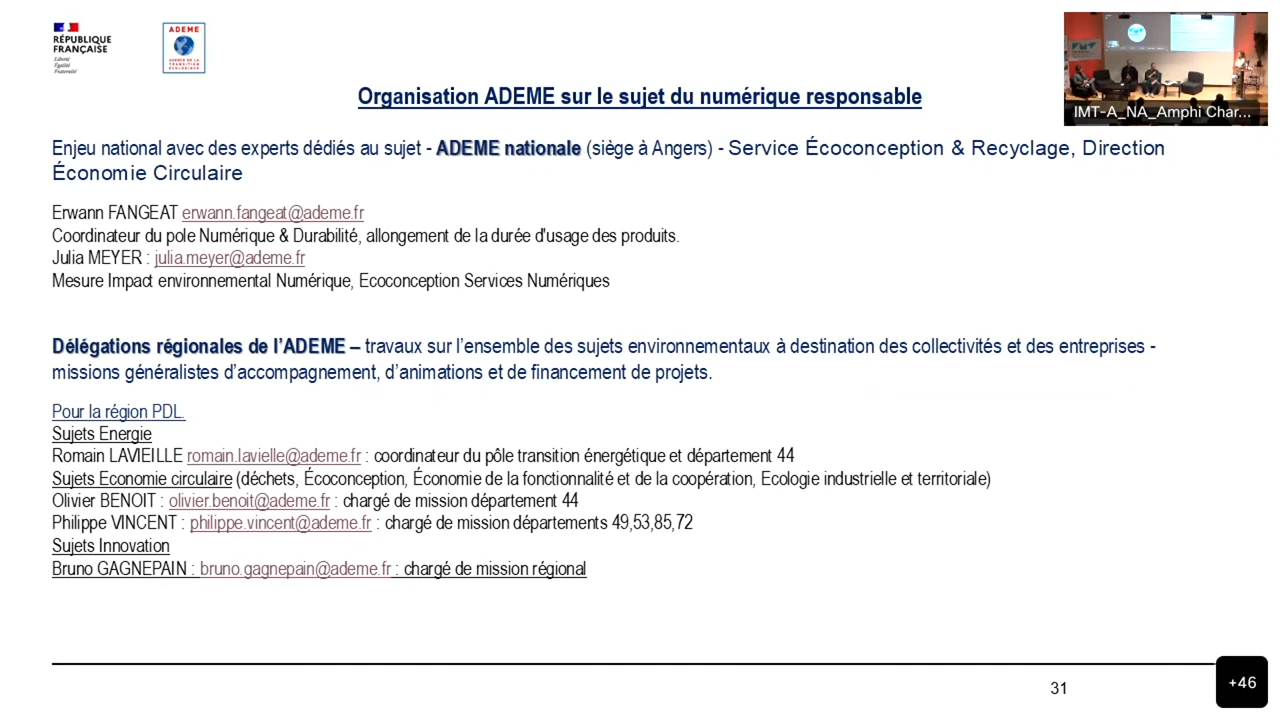 RÉPUBLIQUE
FRANÇAISE
Liberté
Égalité
Fraternité
ADEME
AGENCE DE LA
TRANSITION
ÉCOLOGIQUE
IMT-A_NA_Amphi Char...
Organisation ADEME sur le sujet du numérique responsable
Enjeu national avec des experts dédiés au sujet - ADEME nationale (siège à Angers) - Service Écoconception & Recyclage, Direction
Économie Circulaire
Erwann FANGEAT erwann.fangeat@ademe.fr
Coordinateur du pole Numérique & Durabilité, allongement de la durée d'usage des produits.
Julia MEYER : julia.meyer@ademe.fr
Mesure Impact environnemental Numérique, Ecoconception Services Numériques
Délégations régionales de l'ADEME – travaux sur l'ensemble des sujets environnementaux à destination des collectivités et des entreprises -
missions généralistes d'accompagnement, d'animations et de financement de projets.
Pour la région PDL.
Sujets Energie
Romain LAVIEILLE romain.lavielle@ademe.fr : coordinateur du pôle transition énergétique et département 44
Sujets Economie circulaire (déchets, Écoconception, Économie de la fonctionnalité et de la coopération, Ecologie industrielle et territoriale)
Olivier BENOIT : olivier.benoit@ademe.fr : chargé de mission département 44
Philippe VINCENT : philippe.vincent@ademe.fr : chargé de mission départements 49,53,85,72
Sujets Innovation
Bruno GAGNEPAIN : bruno.gagnepain@ademe.fr : chargé de mission régional
31
+46